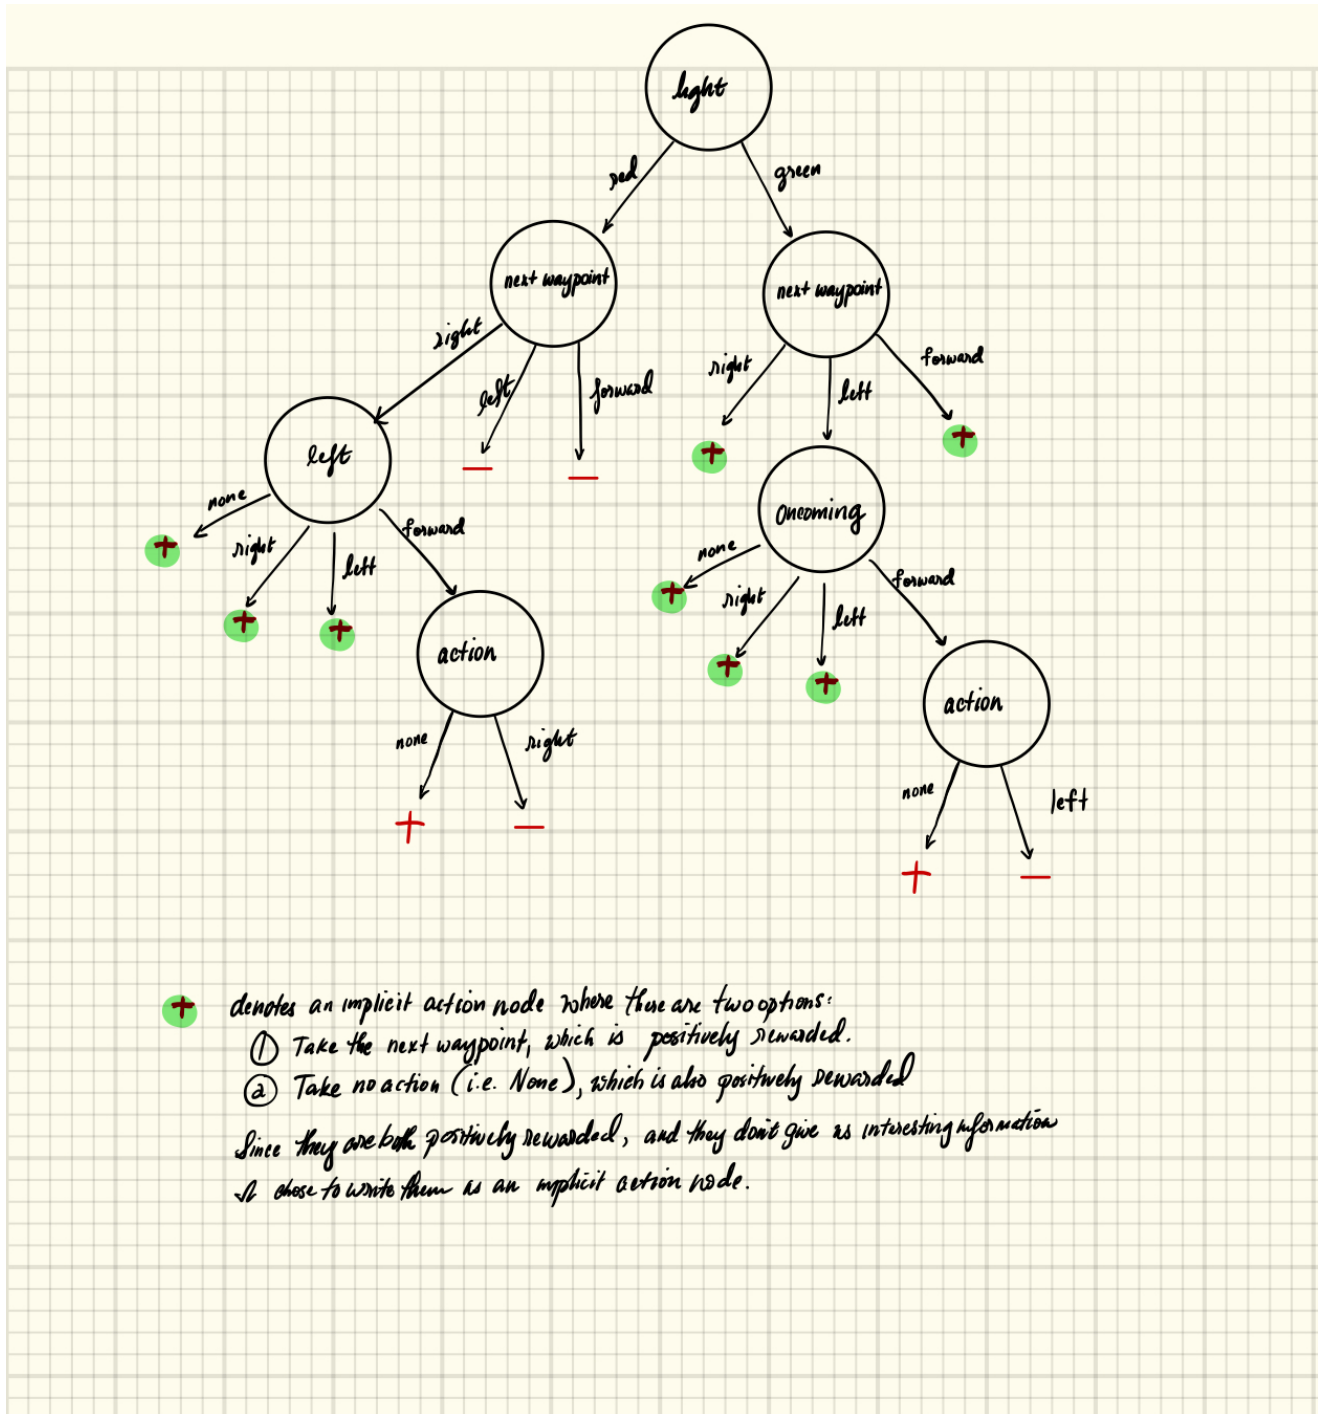 light
red
green
next waypoint
next waypoint
right
left
forward
right
left
forward
+
+
left
—
—
none
right
left
forward
Oncoming
+
+
+
none
right
left
forward
+
+
+
action
action
none
right
none
left
+
—
+
—
+ denotes an implicit action node where there are two options:
① Take the next waypoint, which is positively rewarded.
② Take no action (i.e. None), which is also positively rewarded
Since they are both positively rewarded, and they don't give us interesting information
I chose to write them as an implicit action node.